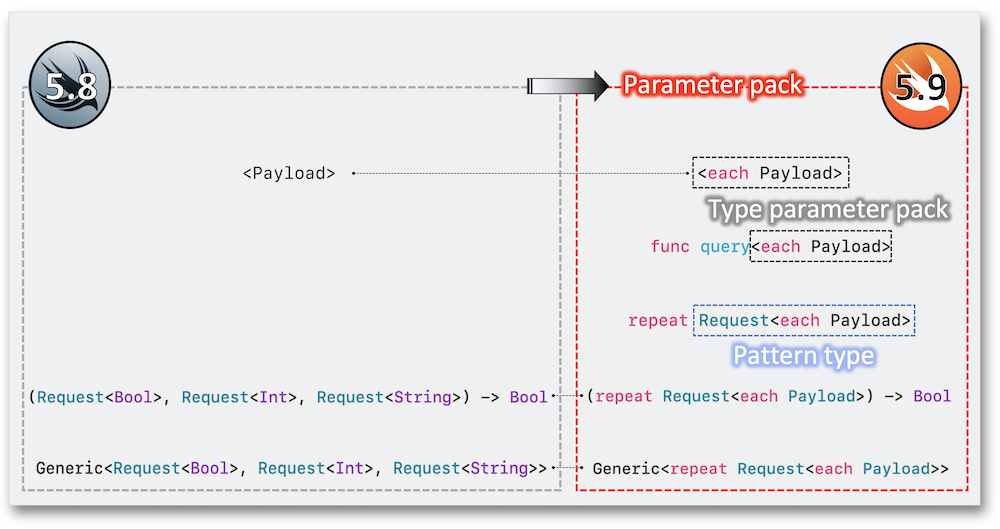 5.8
Parameter pack
5.9
<Payload>
<each Payload>
Type parameter pack
func query<each Payload>
repeat Request<each Payload>
Pattern type
(Request<Bool>, Request<Int>, Request<String>) -> Bool
(repeat Request<each Payload>) -> Bool
Generic<Request<Bool>, Request<Int>, Request<String>>
Generic<repeat Request<each Payload>>